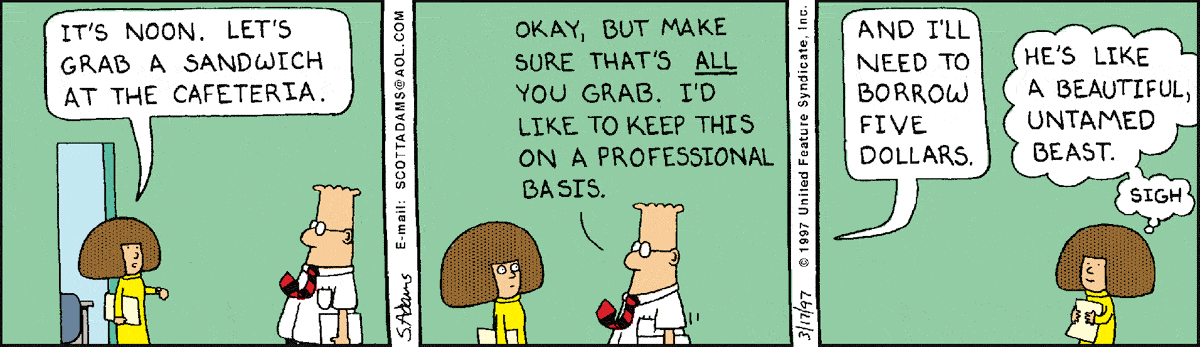 IT'S NOON. LET'S
GRAB A SANDWICH
AT THE CAFETERIA.
S.Adams E-mail: SCOTTADAMS@AOL.COM
OKAY, BUT MAKE
SURE THAT'S ALL
YOU GRAB. I'D
LIKE TO KEEP THIS
ON A PROFESSIONAL
BASIS.
3/17/97 © 1997 United Feature Syndicate, Inc.
AND I'LL
NEED TO
BORROW
FIVE
DOLLARS.
HE'S LIKE
A BEAUTIFUL,
UNTAMED
BEAST.
SIGH